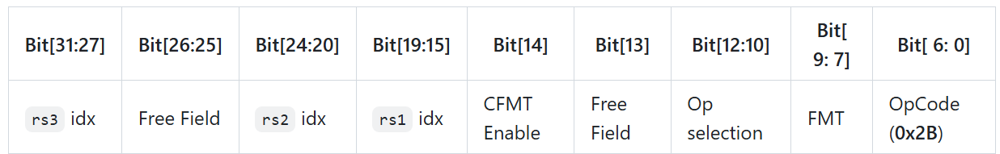 Bit[31:27] Bit[26:25] Bit[24:20] Bit[19:15] Bit[14] Bit[13] Bit[12:10] Bit[ 9: 7] Bit[ 6: 0]
rs3 idx Free Field rs2 idx rs1 idx CFMT Enable Free Field Op selection FMT OpCode (0x2B)